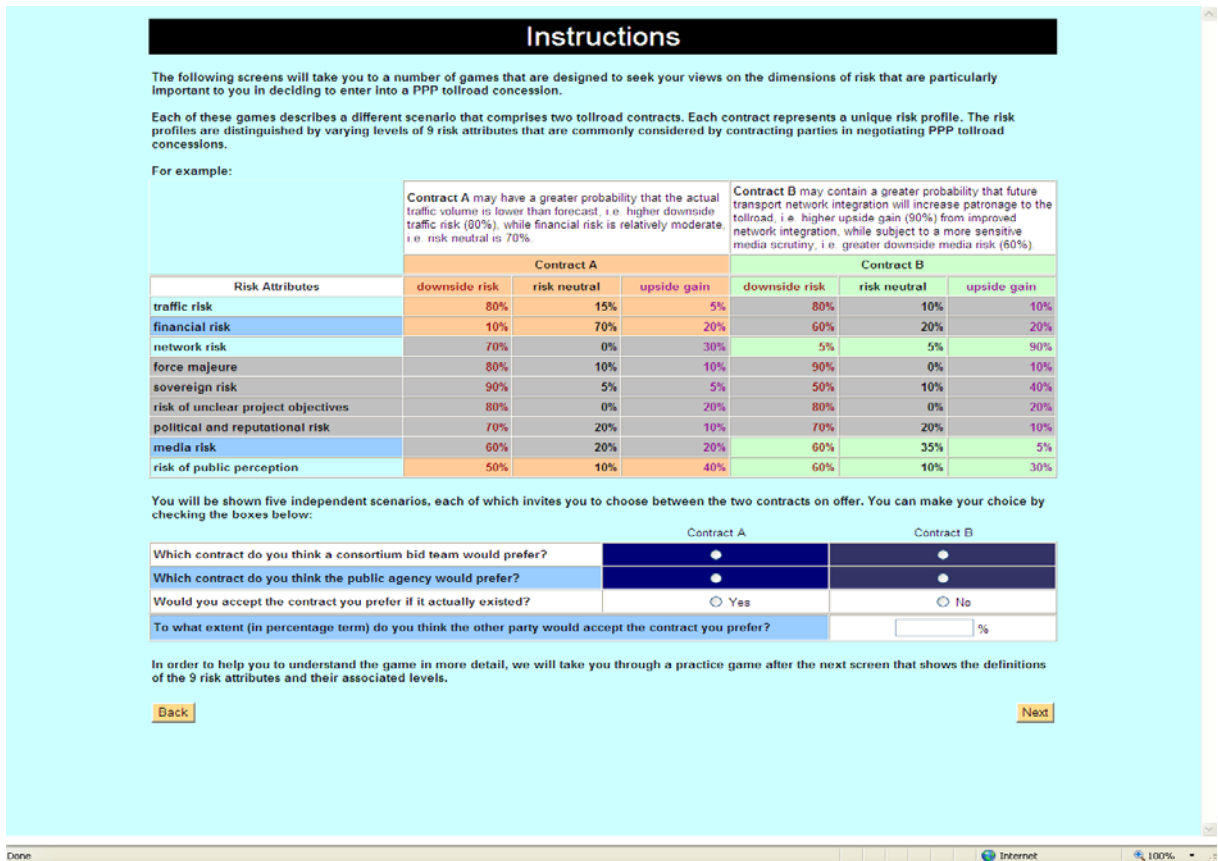 Instructions
The following screens will take you to a number of games that are designed to seek your views on the dimensions of risk that are particularly
important to you in deciding to enter into a PPP tollroad concession.
Each of these games describes a different scenario that comprises two tollroad contracts. Each contract represents a unique risk profile. The risk
profiles are distinguished by varying levels of 9 risk attributes that are commonly considered by contracting parties in negotiating PPP tollroad
concessions.
For example:
Contract A may have a greater probability that the actual
traffic volume is lower than forecast, i.e. higher downside
traffic risk (80%), while financial risk is relatively moderate,
i.e. risk neutral is 70%.
Contract B may contain a greater probability that future
transport network integration will increase patronage to the
tollroad, i.e. higher upside gain (90%) from improved
network integration, while subject to a more sensitive
media scrutiny, i.e. greater downside media risk (60%).
Contract A Contract B
Risk Attributes downside risk risk neutral upside gain downside risk risk neutral upside gain
traffic risk 80% 15% 5% 80% 10% 10%
financial risk 10% 70% 20% 60% 20% 20%
network risk 70% 0% 30% 5% 5% 90%
force majeure 80% 10% 10% 90% 0% 10%
sovereign risk 90% 5% 5% 50% 10% 40%
risk of unclear project objectives 80% 0% 20% 80% 0% 20%
political and reputational risk 70% 20% 10% 70% 20% 10%
media risk 60% 20% 20% 60% 35% 5%
risk of public perception 50% 10% 40% 60% 10% 30%
You will be shown five independent scenarios, each of which invites you to choose between the two contracts on offer. You can make your choice by
checking the boxes below:
Contract A Contract B
Which contract do you think a consortium bid team would prefer?
Which contract do you think the public agency would prefer?
Would you accept the contract you prefer if it actually existed? Yes No
To what extent (in percentage term) do you think the other party would accept the contract you prefer? %
In order to help you to understand the game in more detail, we will take you through a practice game after the next screen that shows the definitions
of the 9 risk attributes and their associated levels.
Back Next
Done Internet 100%